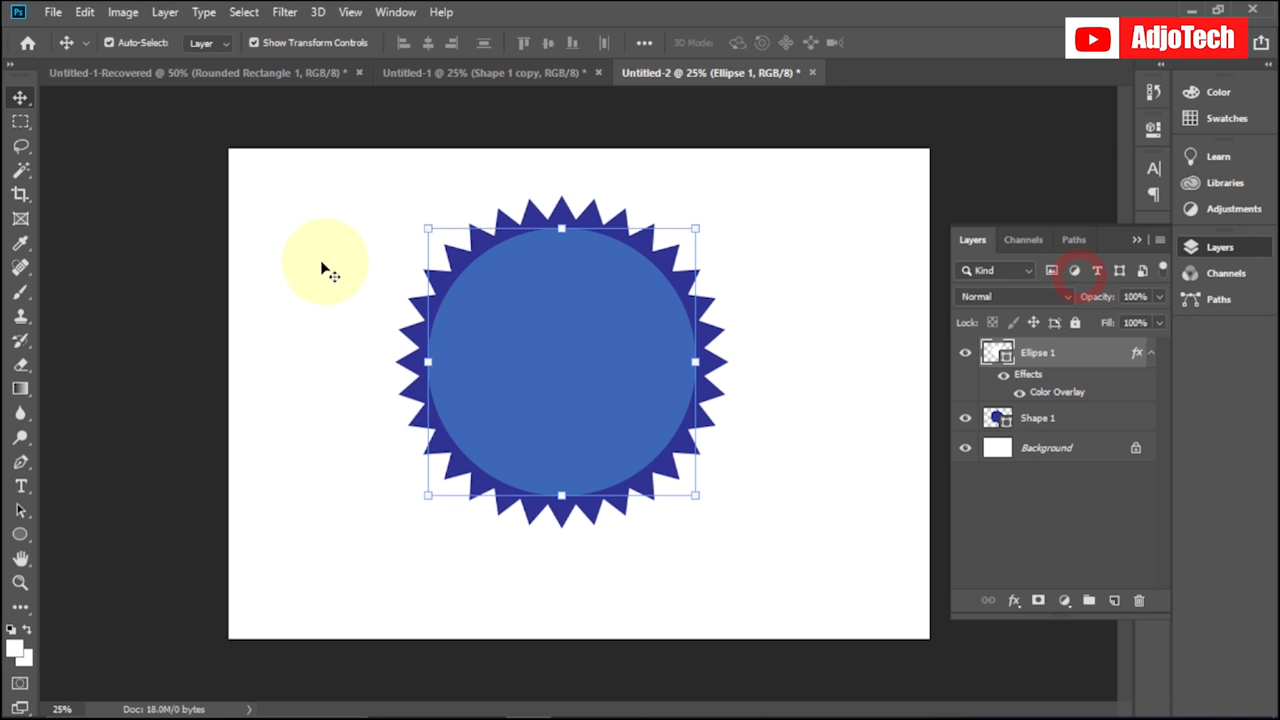 Ps File Edit Image Layer Type Select Filter 3D View Window Help
Auto-Select: Layer Show Transform Controls 3D Mode:
AdjoTech
Untitled-1-Recovered @ 50% (Rounded Rectangle 1, RGB/8) * × Untitled-1 @ 25% (Shape 1 copy, RGB/8) * × Untitled-2 @ 25% (Ellipse 1, RGB/8) * ×
Color
Swatches
Learn
Libraries
Adjustments
Layers
Channels
Paths
Layers Channels Paths
Kind
Normal Opacity: 100%
Lock: Fill: 100%
Ellipse 1 fx
Effects
Color Overlay
Shape 1
Background
fx
25% Doc: 18.0M/0 bytes